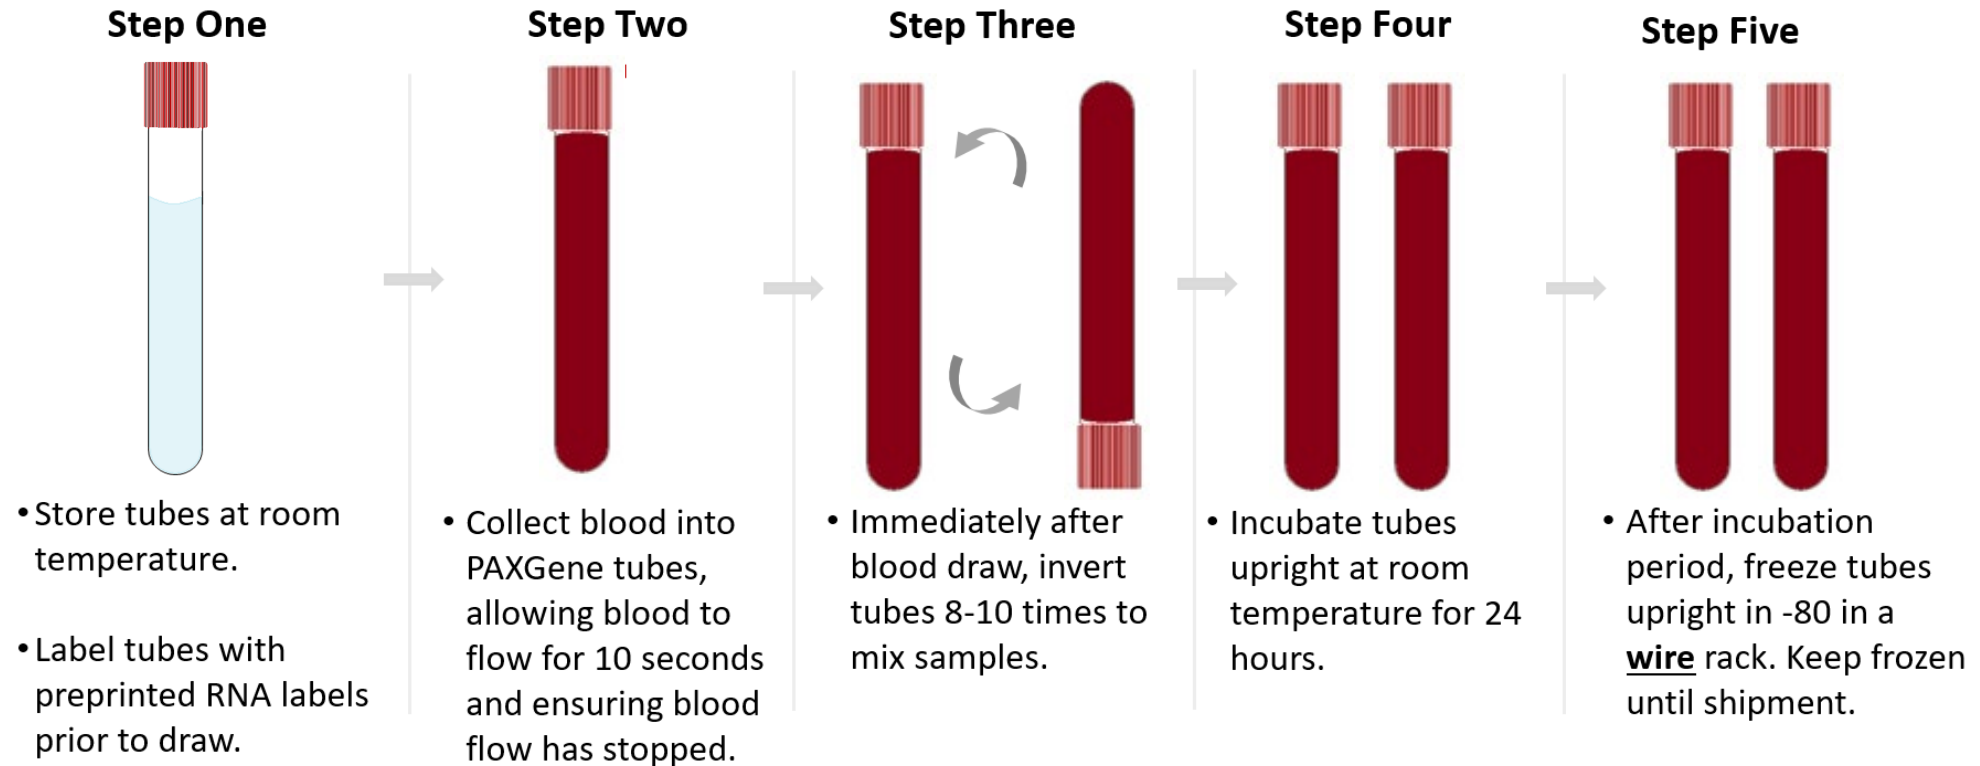 Step One
• Store tubes at room
temperature.
• Label tubes with
preprinted RNA labels
prior to draw.
Step Two
• Collect blood into
PAXGene tubes,
allowing blood to
flow for 10 seconds
and ensuring blood
flow has stopped.
Step Three
• Immediately after
blood draw, invert
tubes 8-10 times to
mix samples.
Step Four
• Incubate tubes
upright at room
temperature for 24
hours.
Step Five
• After incubation
period, freeze tubes
upright in -80 in a
wire rack. Keep frozen
until shipment.